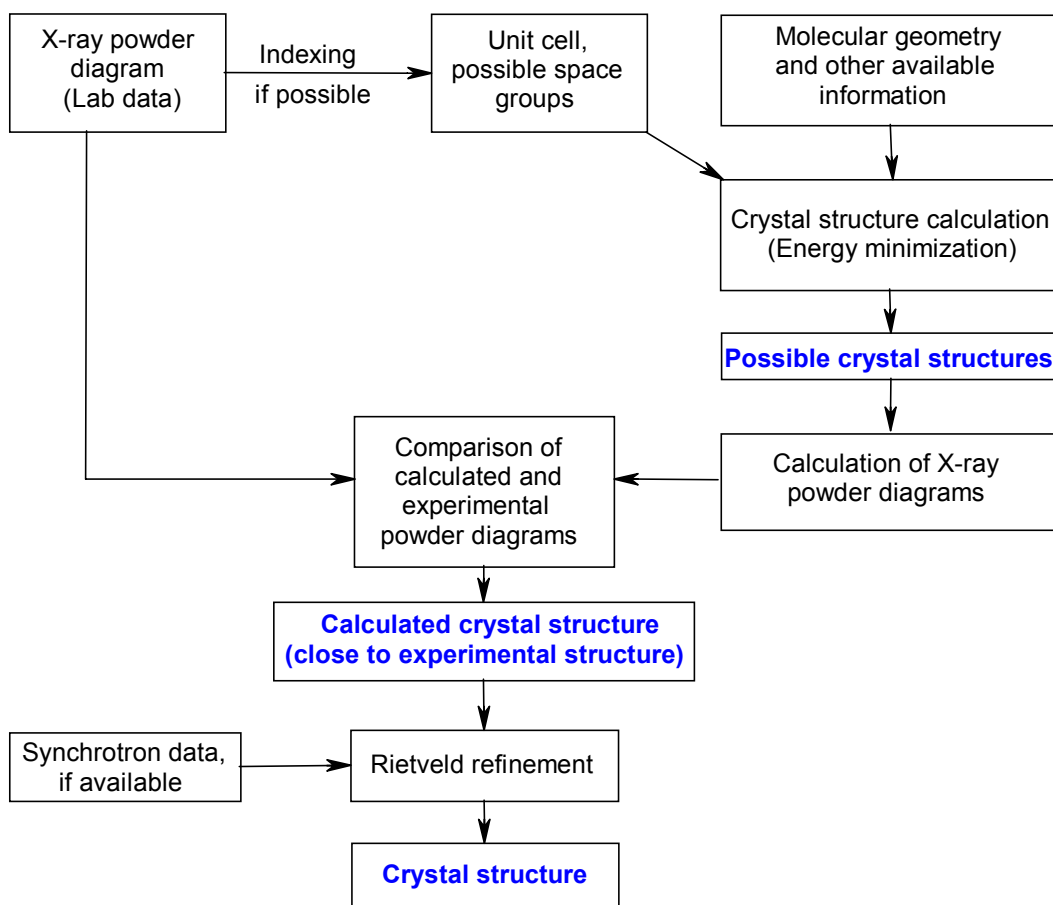 X-ray powder
diagram
(Lab data)
Indexing
if possible
Unit cell,
possible space
groups
Molecular geometry
and other available
information
Crystal structure calculation
(Energy minimization)
Possible crystal structures
Comparison of
calculated and
experimental
powder diagrams
Calculation of X-ray
powder diagrams
Calculated crystal structure
(close to experimental structure)
Synchrotron data,
if available
Rietveld refinement
Crystal structure